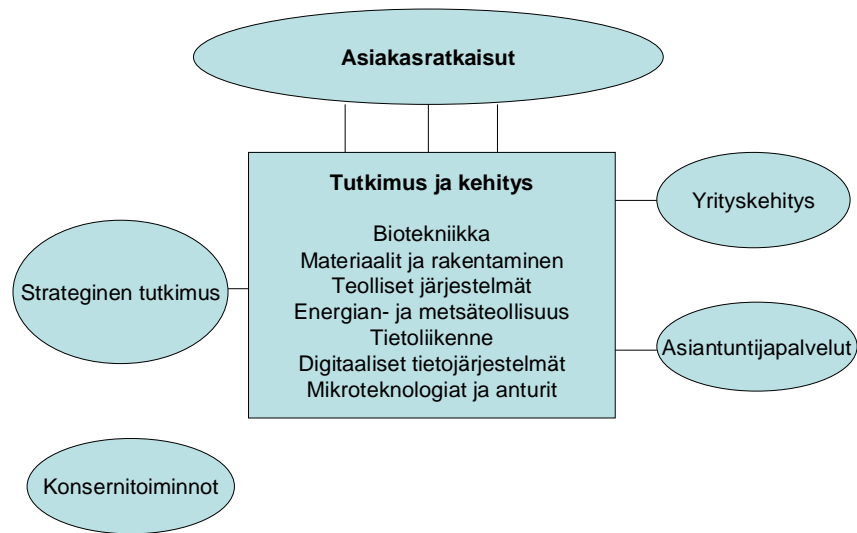 Asiakasratkaisut
Tutkimus ja kehitys
Biotekniikka
Materiaalit ja rakentaminen
Teolliset järjestelmät
Energian- ja metsäteollisuus
Tietoliikenne
Digitaaliset tietojärjestelmät
Mikroteknologiat ja anturit
Yrityskehitys
Strateginen tutkimus
Asiantuntijapalvelut
Konsernitoiminnot